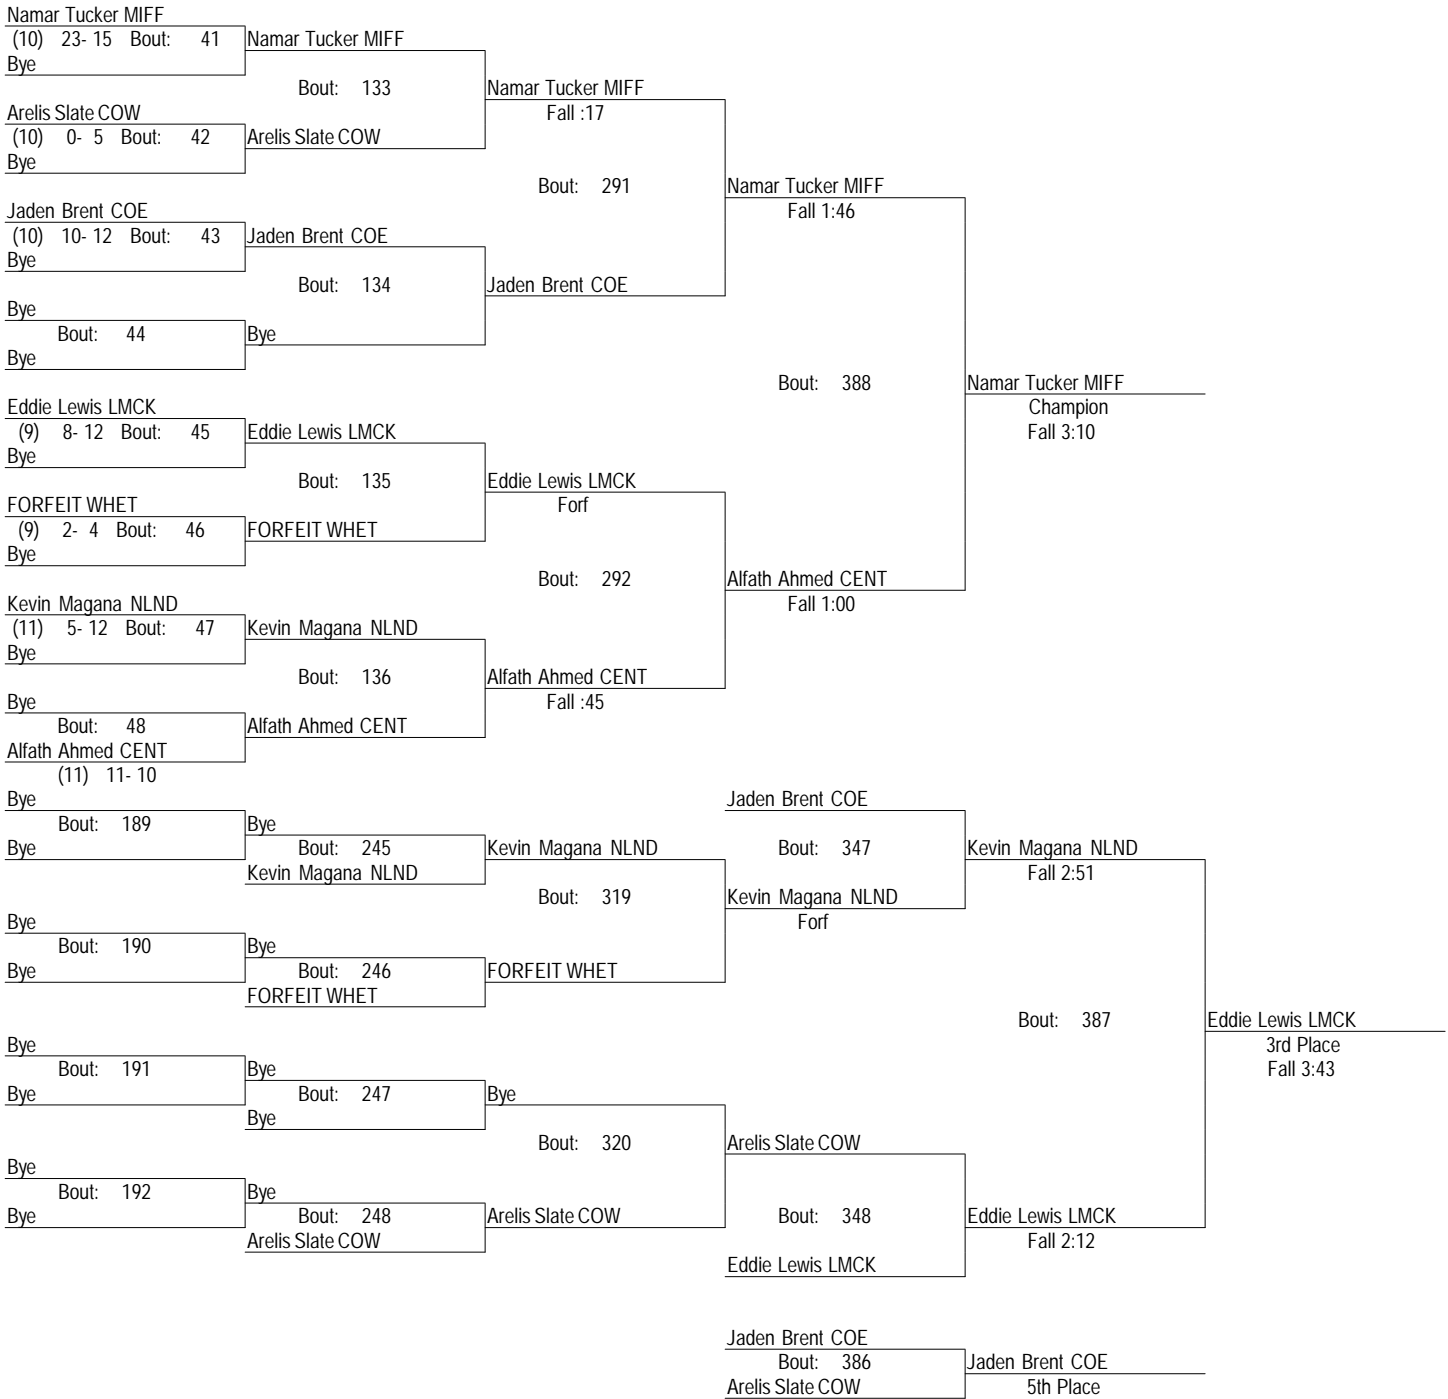 Namar Tucker MIFF
(10) 23- 15 Bout: 41 Namar Tucker MIFF
Bye
Bout: 133 Namar Tucker MIFF
Arelis Slate COW Fall :17
(10) 0- 5 Bout: 42 Arelis Slate COW
Bye
Bout: 291 Namar Tucker MIFF
Jaden Brent COE Fall 1:46
(10) 10- 12 Bout: 43 Jaden Brent COE
Bye
Bout: 134 Jaden Brent COE
Bye
Bout: 44 Bye
Bye
Bout: 388 Namar Tucker MIFF
Eddie Lewis LMCK Champion
(9) 8- 12 Bout: 45 Eddie Lewis LMCK Fall 3:10
Bye
Bout: 135 Eddie Lewis LMCK
FORFEIT WHET Forf
(9) 2- 4 Bout: 46 FORFEIT WHET
Bye
Bout: 292 Alfath Ahmed CENT
Kevin Magana NLND Fall 1:00
(11) 5- 12 Bout: 47 Kevin Magana NLND
Bye
Bout: 136 Alfath Ahmed CENT
Bye Fall :45
Bout: 48 Alfath Ahmed CENT
Alfath Ahmed CENT
(11) 11- 10
Bye Jaden Brent COE
Bout: 189 Bye
Bye Bout: 245 Kevin Magana NLND Bout: 347 Kevin Magana NLND
Kevin Magana NLND Fall 2:51
Bout: 319 Kevin Magana NLND
Bye Forf
Bout: 190 Bye
Bye Bout: 246 FORFEIT WHET
FORFEIT WHET
Bout: 387 Eddie Lewis LMCK
Bye 3rd Place
Bout: 191 Bye Fall 3:43
Bye Bout: 247 Bye
Bye
Bout: 320 Arelis Slate COW
Bye
Bout: 192 Bye
Bye Bout: 248 Arelis Slate COW Bout: 348 Eddie Lewis LMCK
Arelis Slate COW Fall 2:12
Eddie Lewis LMCK
Jaden Brent COE
Bout: 386 Jaden Brent COE
Arelis Slate COW 5th Place